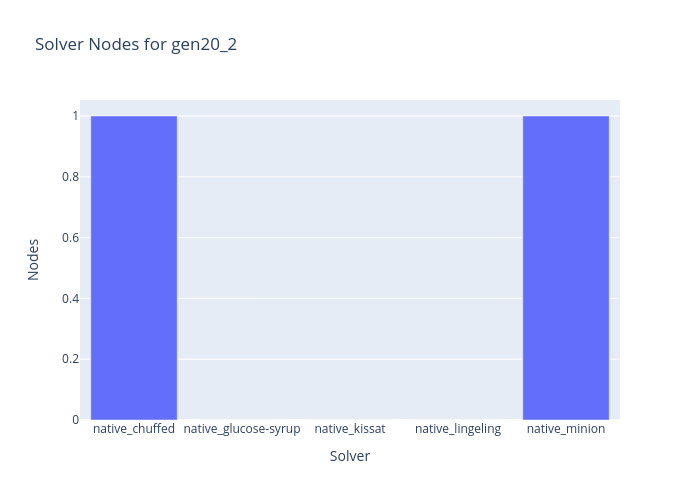 Solver Nodes for gen20_2
Nodes
1
0.8
0.6
0.4
0.2
0
native_chuffed native_glucose-syrup native_kissat native_lingeling native_minion
Solver